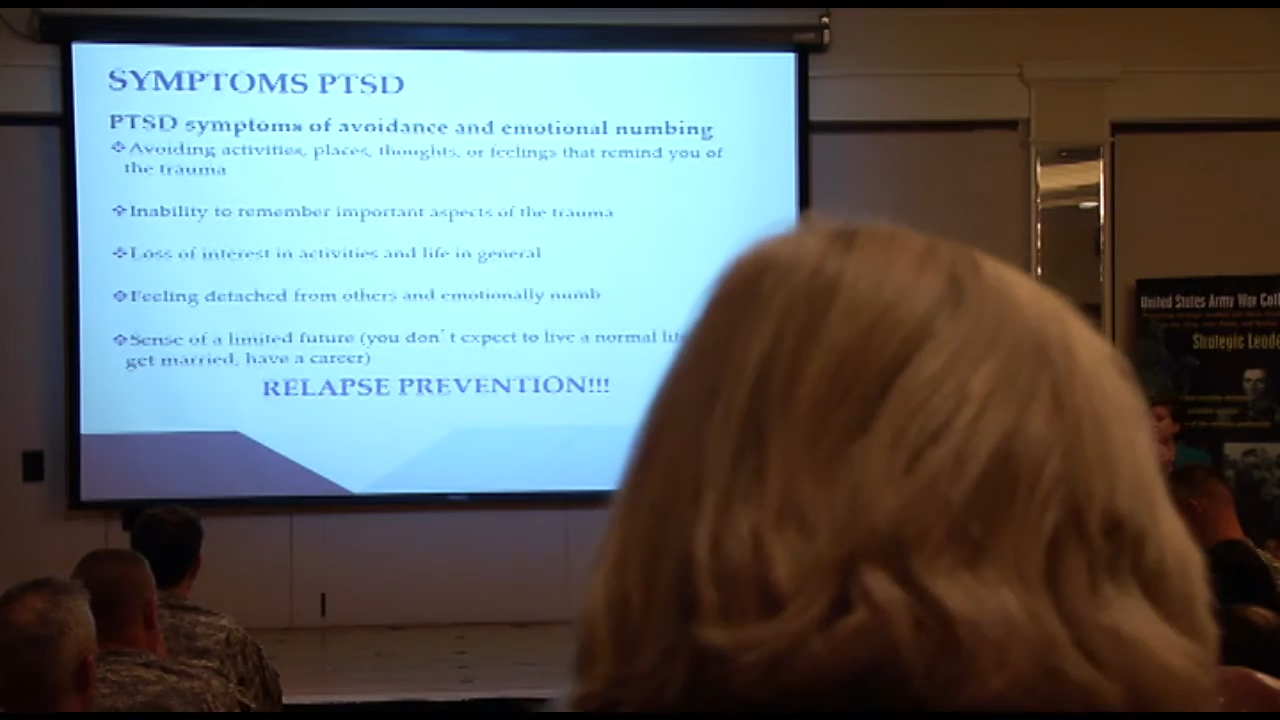 SYMPTOMS PTSD
PTSD symptoms of avoidance and emotional numbing
❖Avoiding activities, places, thoughts, or feelings that remind you of
the trauma
❖Inability to remember important aspects of the trauma
❖Loss of interest in activities and life in general
❖Feeling detached from others and emotionally numb
❖Sense of a limited future (you don't expect to live a normal
get married, have a career)
RELAPSE PREVENTION!!!
United States Army War
Strategic